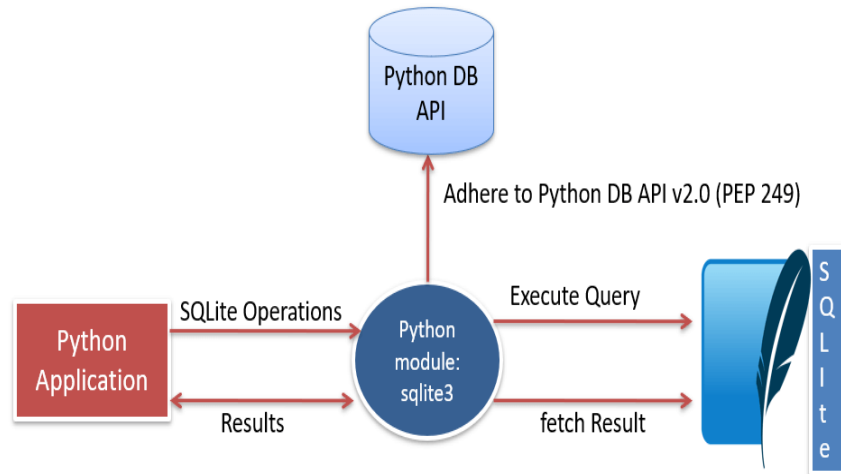 Python DB
API
Adhere to Python DB API v2.0 (PEP 249)
SQLite Operations
Execute Query
Python
Application
Python
module:
sqlite3
Results
fetch Result
S
Q
L
I
t
e